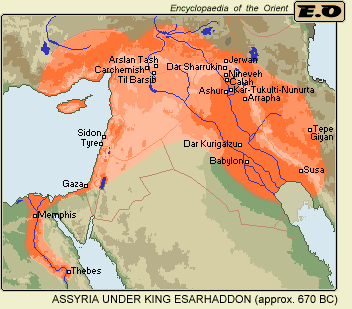 Encyclopaedia of the Orient
E.O
Arslan Tash
Carchemish
Til Barsib
Dar Sharrukin
Jerwan
Niheveh
Calah
Kar-Tukulti-Nunurta
Ashur
Arrapha
Sidon
Tyre
Tepe
Giyan
Dar Kurigalzu
Babylon
Susa
Gaza
Memphis
Thebes
ASSYRIA UNDER KING ESARHADDON (approx. 670 BC)